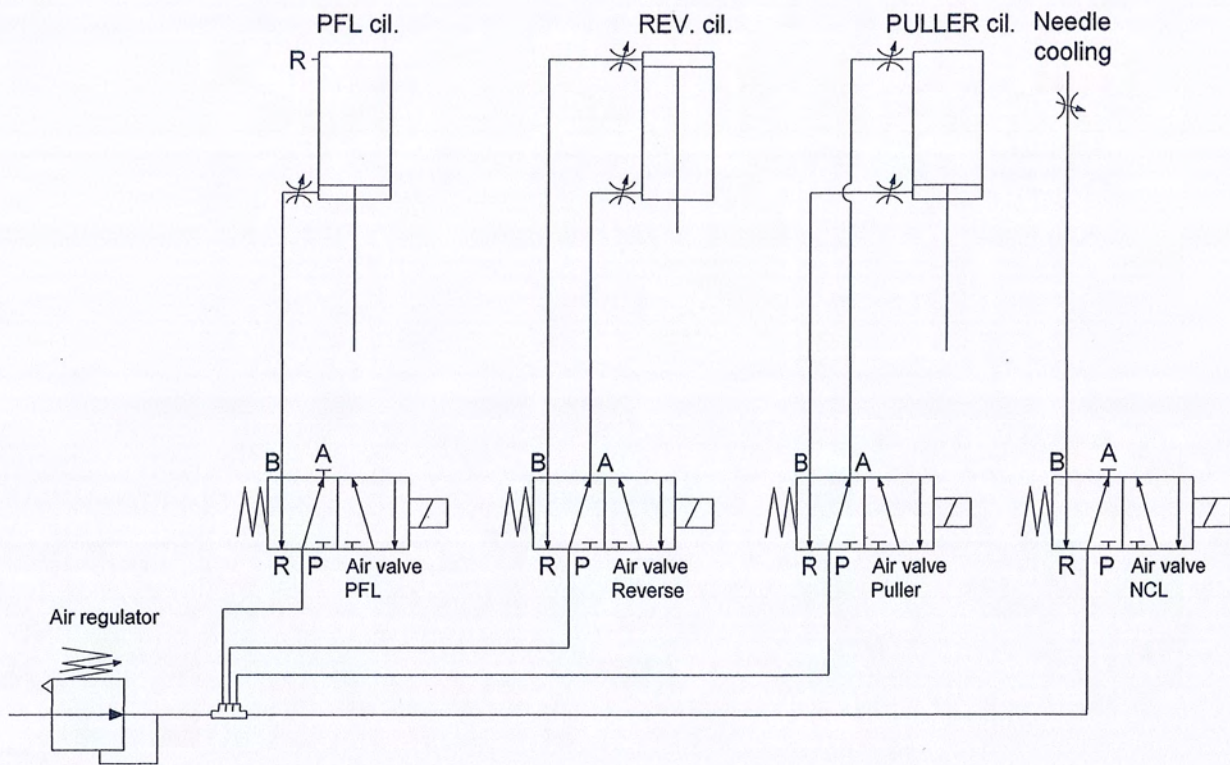 PFL cil.
REV. cil.
PULLER cil.
Needle
cooling
R
B
A
B
A
B
A
B
A
R
P
Air valve
PFL
R
P
Air valve
Reverse
R
P
Air valve
Puller
R
P
Air valve
NCL
Air regulator